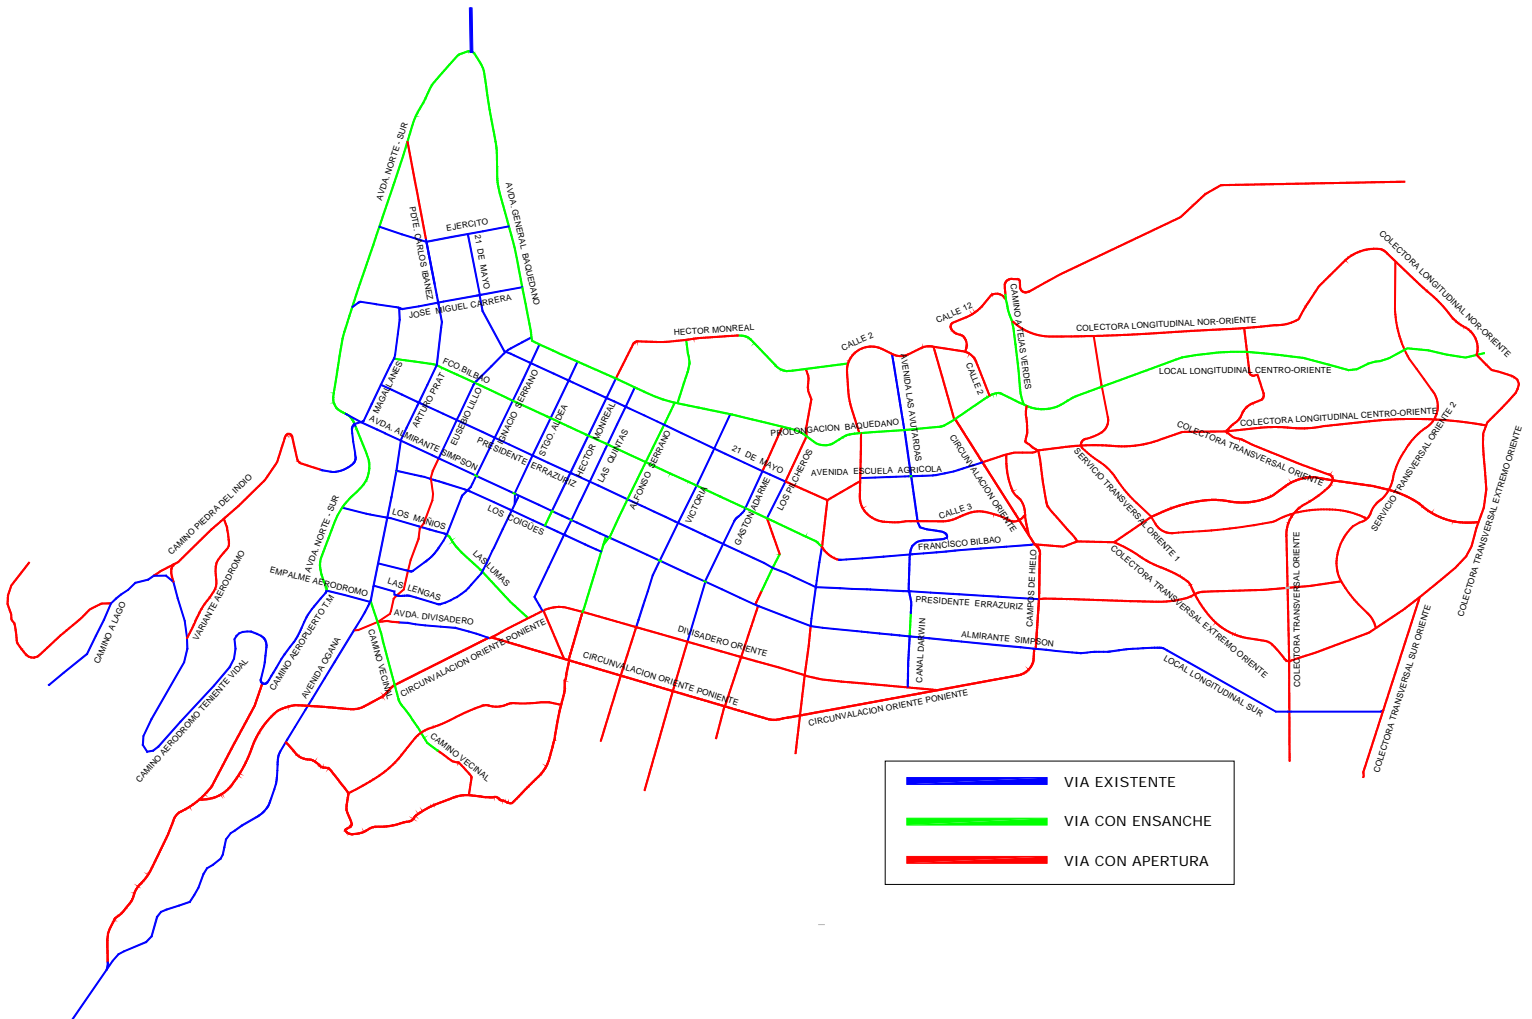 AVDA. NORTE - SUR
AVDA. GENERAL BAQUEDANO
PDTE. CARLOS IBANEZ
EJERCITO
21 DE MAYO
JOSE MIGUEL CARRERA
HECTOR MONREAL
CALLE 2
CALLE 12
CAMINO A TEJAS VERDES
COLECTORA LONGITUDINAL NOR-ORIENTE
COLECTORA LONGITUDINAL NOR-ORIENTE
LOCAL LONGITUDINAL CENTRO-ORIENTE
CALLE 2
AVENIDA LAS AVUTARDAS
FCO.BILBAO
MAGALLANES
ARTURO PRAT
EUSEBIO LILLO
IGNACIO SERRANO
STGO. ALDEA
HECTOR MONREAL
LAS QUINTAS
ALFONSO SERRANO
VICTORIA
21 DE MAYO
GASTON ADARME
LOS PILCHEROS
PROLONGACION BAQUEDANO
AVENIDA ESCUELA AGRICOLA
CIRCUNVALACION ORIENTE
COLECTORA LONGITUDINAL CENTRO-ORIENTE
COLECTORA TRANSVERSAL ORIENTE
SERVICIO TRANSVERSAL ORIENTE 2
SERVICIO TRANSVERSAL ORIENTE 1
COLECTORA TRANSVERSAL EXTREMO ORIENTE
AVDA. ALMIRANTE SIMPSON
PRESIDENTE ERRAZURIZ
LOS COIGUES
LOS MAÑIOS
LAS LUMAS
LAS LENGAS
CAMINO PIEDRA DEL INDIO
AVDA. NORTE - SUR
VARIANTE AERODROMO
EMPALME AERODROMO
CAMINO A LAGO
CAMINO AEROPUERTO T.M
CAMINO AERODROMO TENIENTE VIDAL
AVENIDA OGANA
AVDA. DIVISADERO
CAMINO VECINAL
CIRCUNVALACION ORIENTE PONIENTE
CAMINO VECINAL
CALLE 3
FRANCISCO BILBAO
CAMPOS DE HIELO
PRESIDENTE ERRAZURIZ
ALMIRANTE SIMPSON
CANAL DARWIN
DIVISADERO ORIENTE
CIRCUNVALACION ORIENTE PONIENTE
CIRCUNVALACION ORIENTE PONIENTE
COLECTORA TRANSVERSAL EXTREMO ORIENTE
COLECTORA TRANSVERSAL ORIENTE
LOCAL LONGITUDINAL SUR
COLECTORA TRANSVERSAL SUR ORIENTE
VIA EXISTENTE
VIA CON ENSANCHE
VIA CON APERTURA